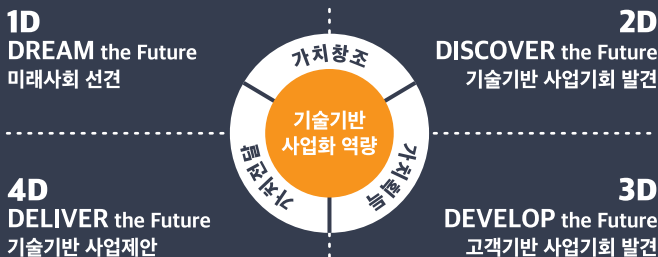 1D
DREAM the Future
미래사회 선견
2D
DISCOVER the Future
기술기반 사업기회 발견
가치창조
기술기반
사업화 역량
가치전달
가치획득
4D
DELIVER the Future
기술기반 사업제안
3D
DEVELOP the Future
고객기반 사업기회 발견